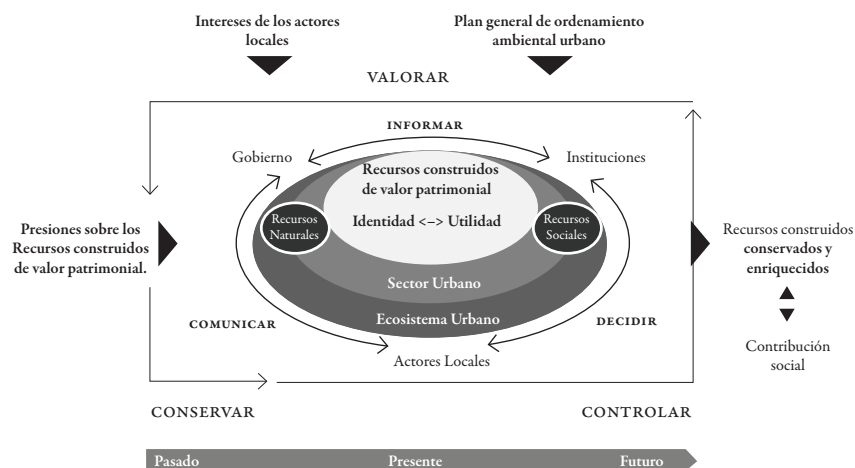 Intereses de los actores
locales
Plan general de ordenamiento
ambiental urbano
VALORAR
INFORMAR
Gobierno
Instituciones
Recursos construidos
de valor patrimonial
Identidad <–> Utilidad
Recursos
Naturales
Recursos
Sociales
Presiones sobre los
Recursos construidos
de valor patrimonial.
Recursos construidos
conservados y
enriquecidos
Sector Urbano
Ecosistema Urbano
COMUNICAR
DECIDIR
Actores Locales
Contribución
social
CONSERVAR
CONTROLAR
Pasado
Presente
Futuro